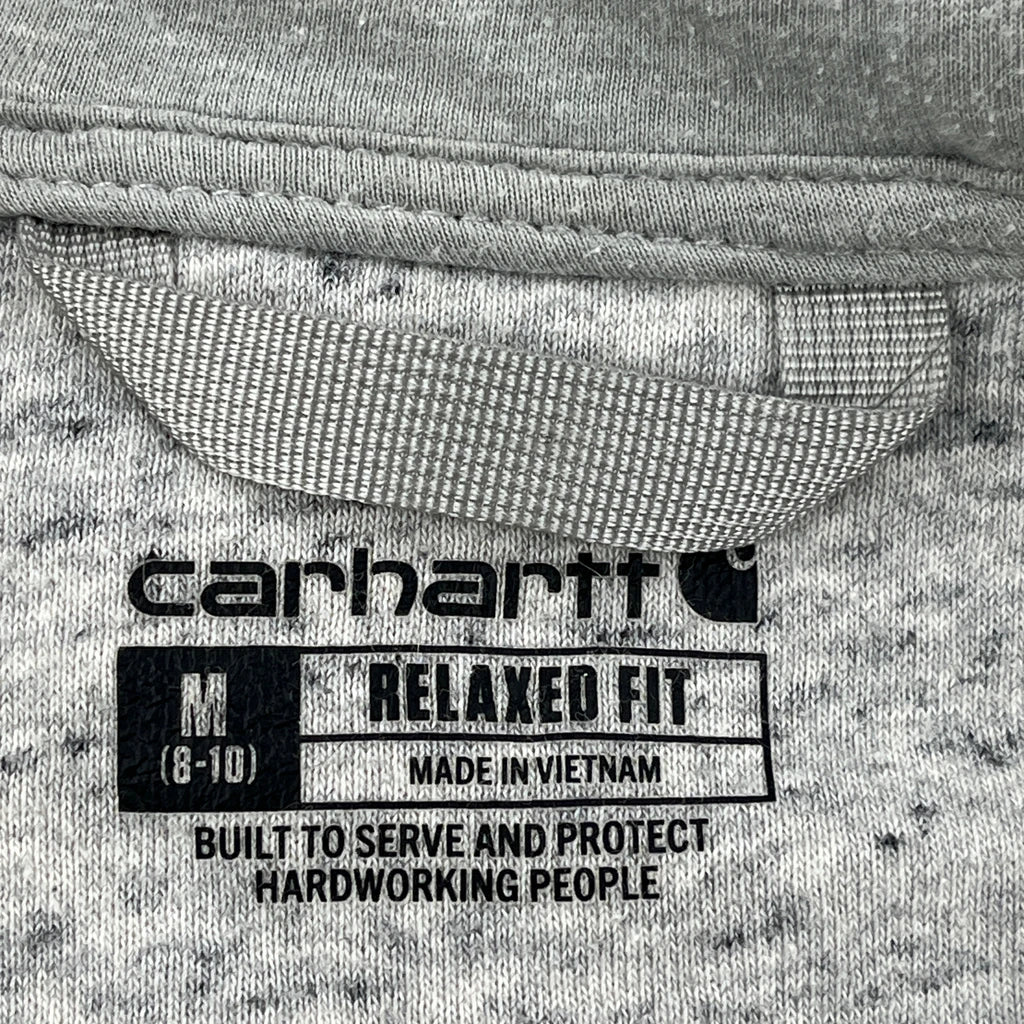 carhartt
M
(8-10)
RELAXED FIT
MADE IN VIETNAM
BUILT TO SERVE AND PROTECT
HARDWORKING PEOPLE